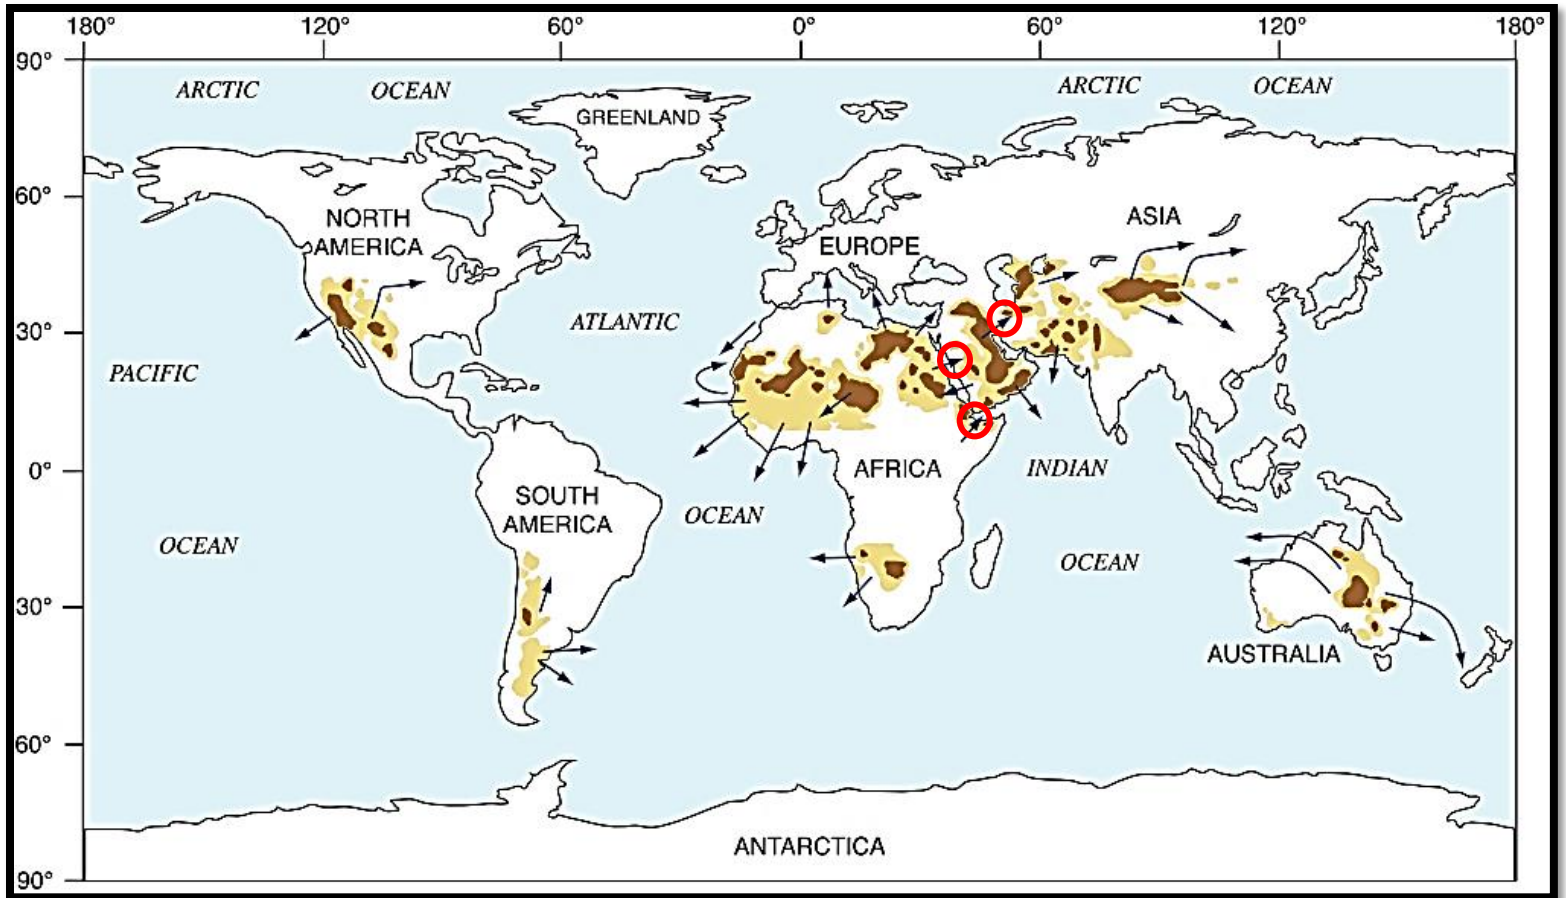 180° 120° 60° 0° 60° 120° 180°
90°
ARCTIC OCEAN ARCTIC OCEAN
GREENLAND
60°
NORTH
AMERICA
EUROPE
ASIA
30°
ATLANTIC
PACIFIC
0°
AFRICA
INDIAN
SOUTH
AMERICA
OCEAN
OCEAN
OCEAN
30°
AUSTRALIA
60°
ANTARCTICA
90°